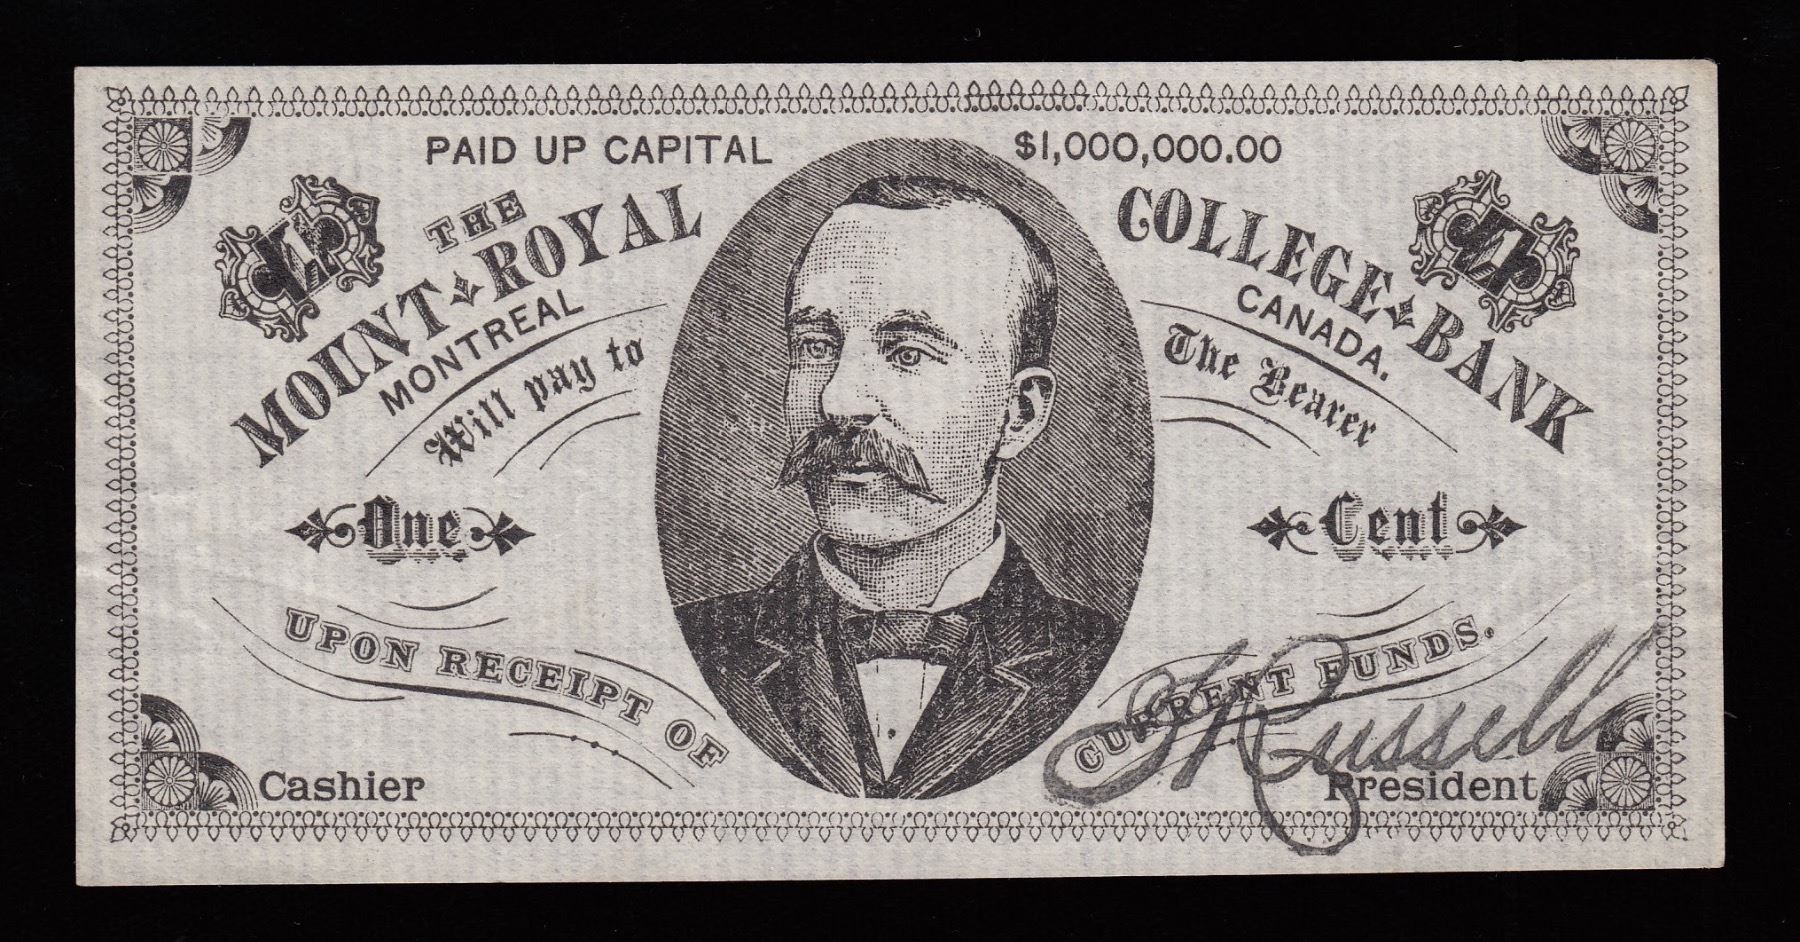 PAID UP CAPITAL $1,000,000.00
THE
MOUNT ROYAL COLLEGE BANK
MONTREAL CANADA.
Will pay to The Bearer
One Cent
UPON RECEIPT OF CURRENT FUNDS.
Russell
Cashier President